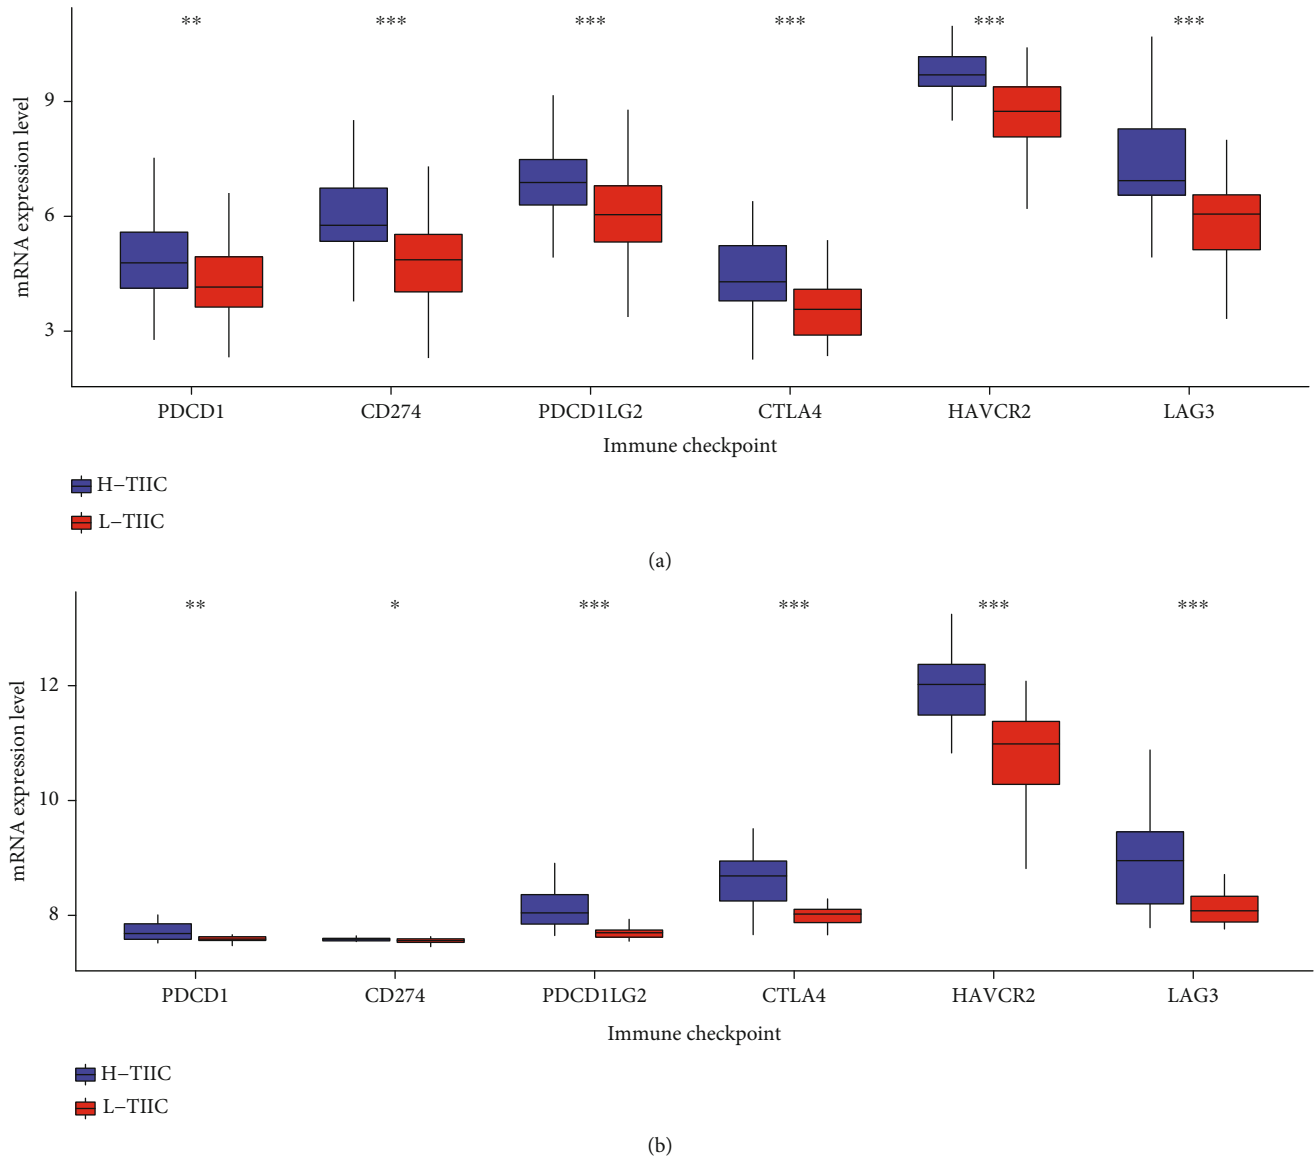 ** *** *** *** *** ***
mRNA expression level
9
6
3
PDCD1 CD274 PDCD1LG2 CTLA4 HAVCR2 LAG3
Immune checkpoint
H–TIIC
L–TIIC
(a)
** * *** *** *** ***
mRNA expression level
12
10
8
PDCD1 CD274 PDCD1LG2 CTLA4 HAVCR2 LAG3
Immune checkpoint
H–TIIC
L–TIIC
(b)